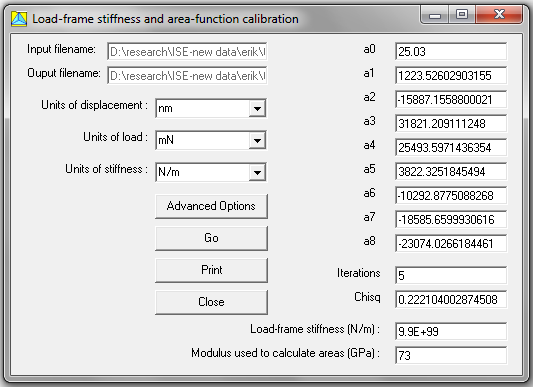 Load-frame stiffness and area-function calibration
Input filename: D:\research\ISE-new data\erik\I
Ouput filename: D:\research\ISE-new data\erik\I
Units of displacement : nm
Units of load : mN
Units of stiffness : N/m
Advanced Options
Go
Print
Close
a0 25.03
a1 1223.52602903155
a2 -15887.1558800021
a3 31821.209111248
a4 25493.5971436354
a5 3822.3251845494
a6 -10292.8775088268
a7 -18585.6599930616
a8 -23074.0266184461
Iterations 5
Chisq 0.222104002874508
Load-frame stiffness (N/m) : 9.9E+99
Modulus used to calculate areas (GPa) : 73